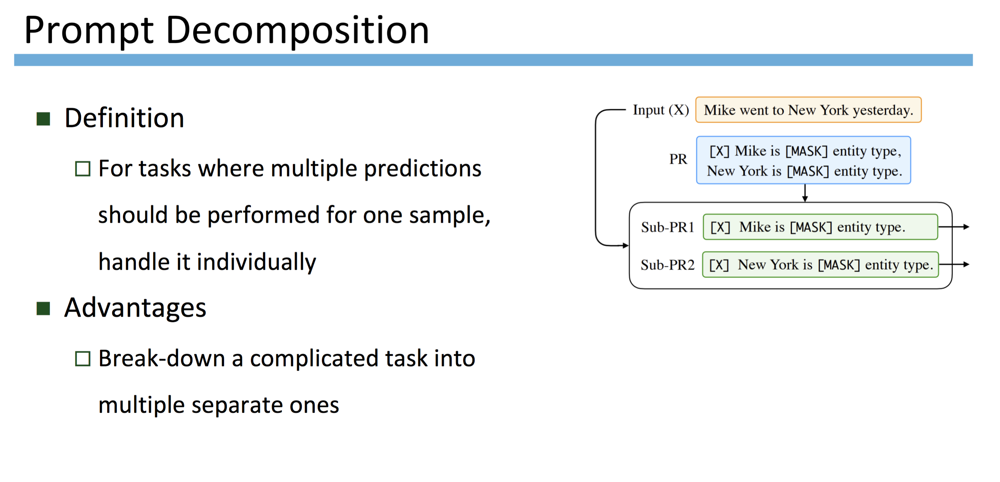 Prompt Decomposition
Definition
For tasks where multiple predictions
should be performed for one sample,
handle it individually
Advantages
Break-down a complicated task into
multiple separate ones
Input (X) Mike went to New York yesterday.
PR
[X] Mike is [MASK] entity type,
New York is [MASK] entity type.
Sub-PR1 [X] Mike is [MASK] entity type.
Sub-PR2 [X] New York is [MASK] entity type.